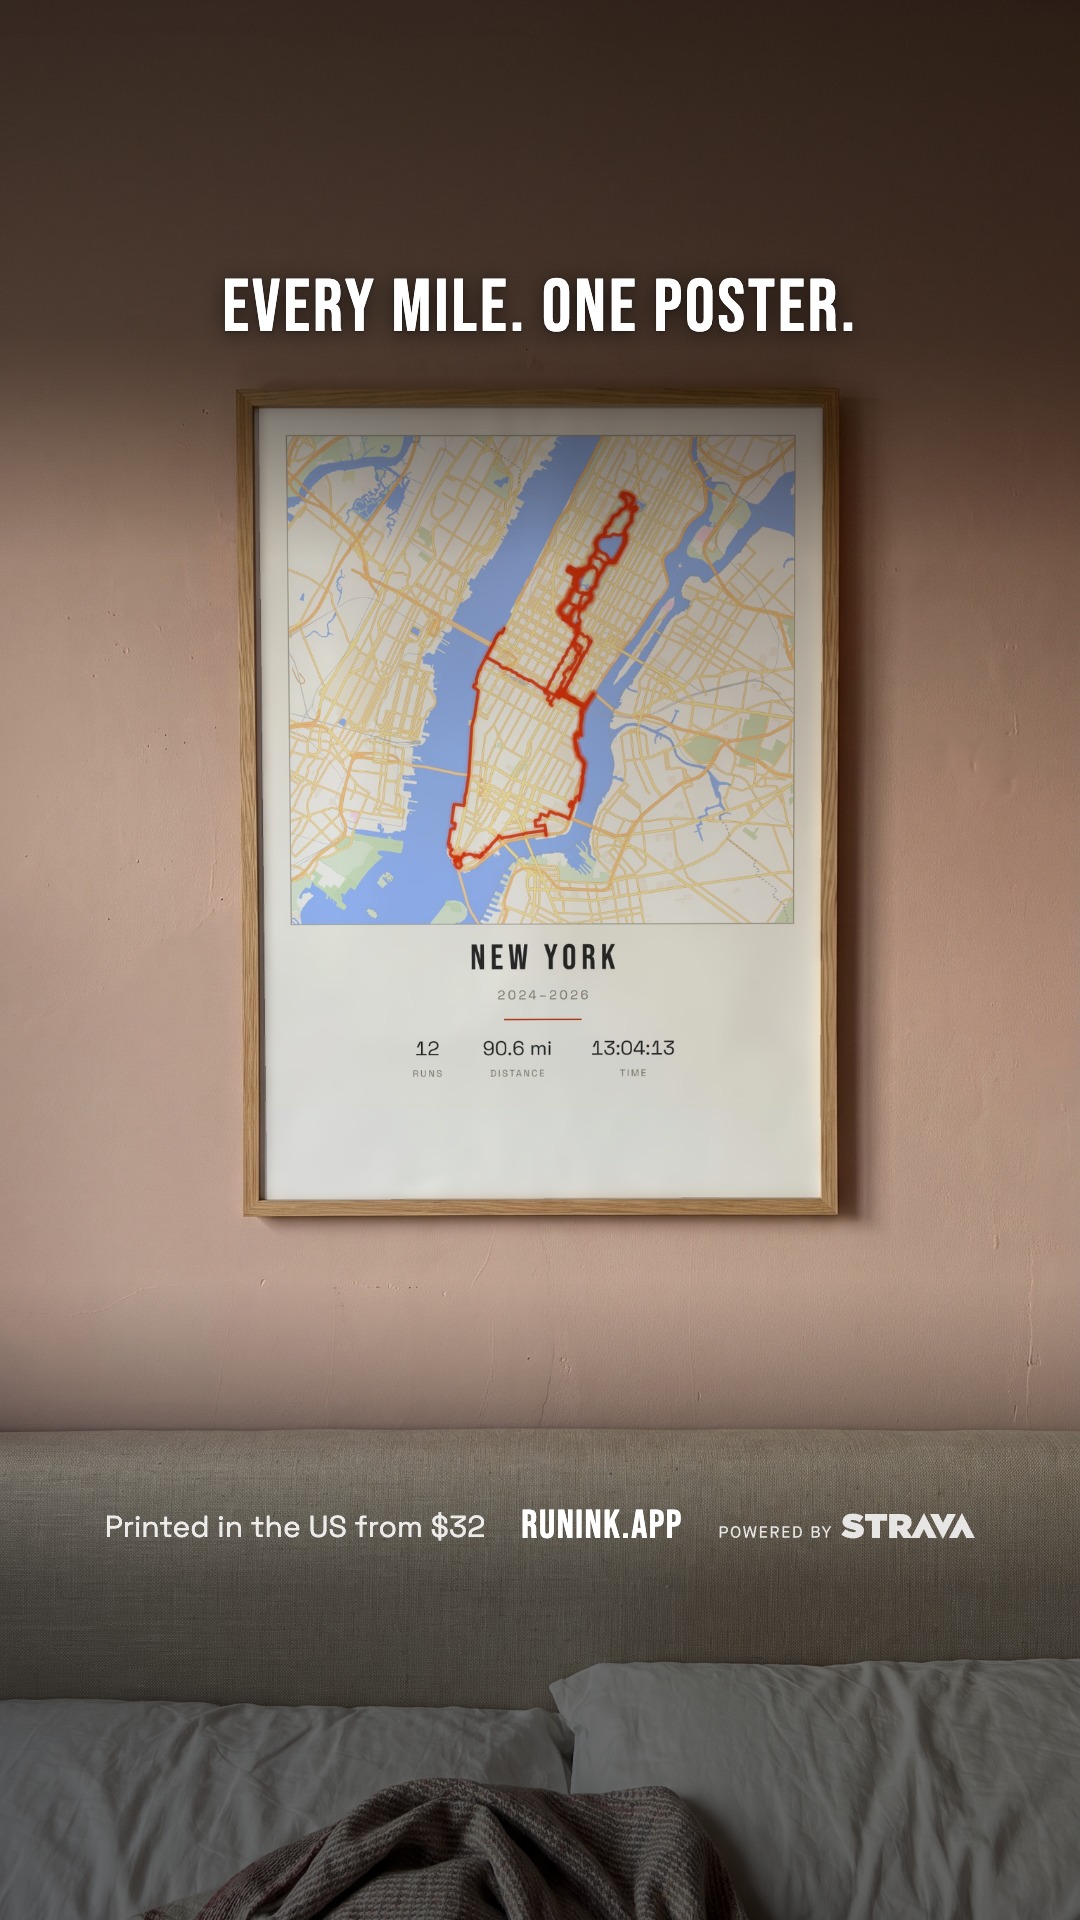 EVERY MILE. ONE POSTER.
NEW YORK
2024–2026
12 90.6 mi 13:04:13
RUNS DISTANCE TIME
Printed in the US from $32 RUNINK.APP POWERED BY STRAVA